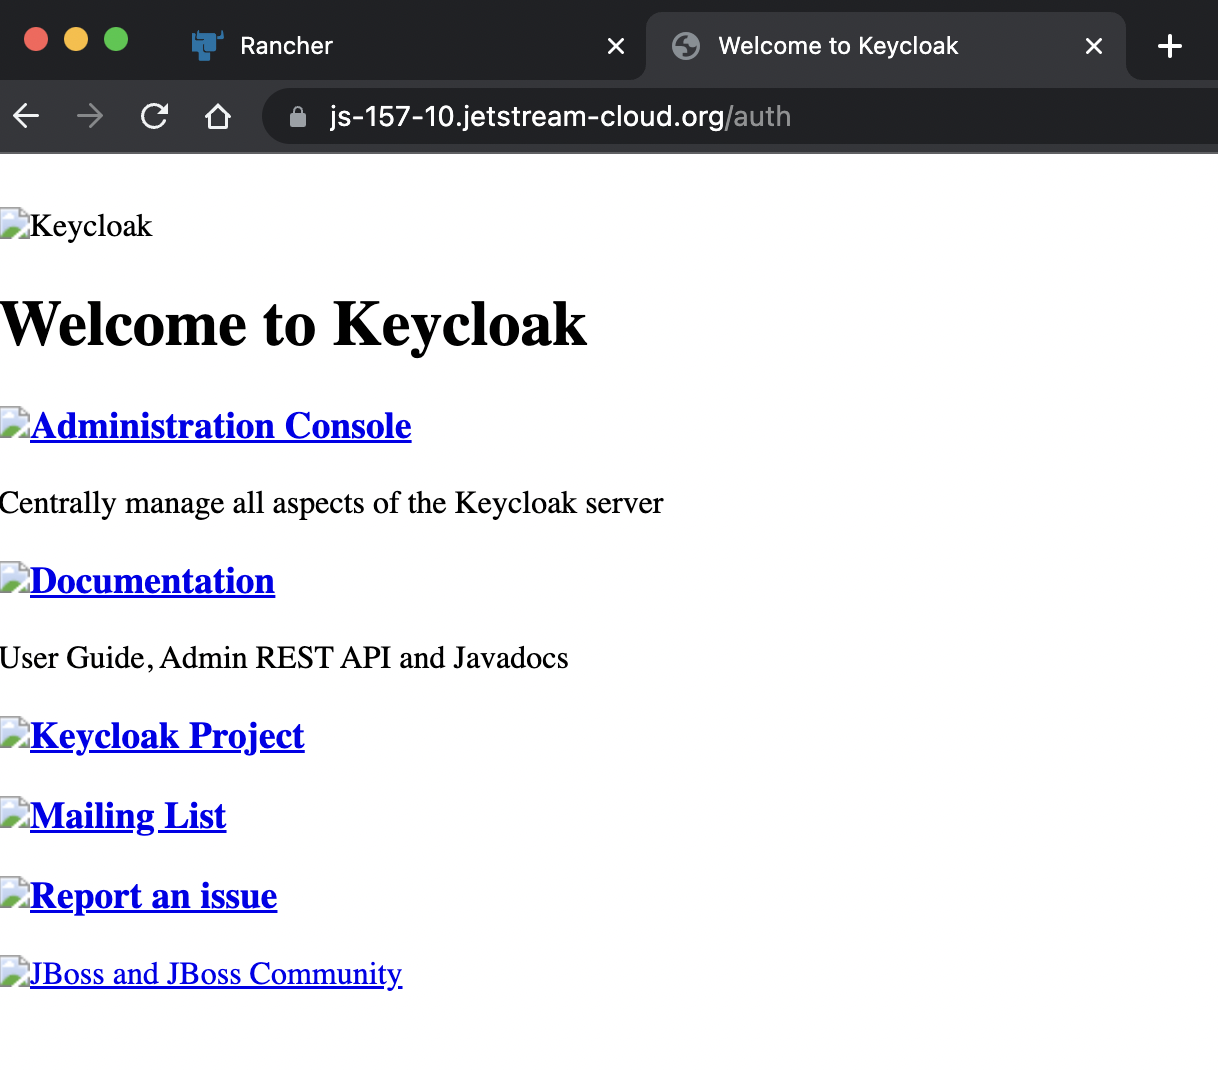 Rancher
Welcome to Keycloak
js-157-10.jetstream-cloud.org/auth
Keycloak
Welcome to Keycloak
Administration Console
Centrally manage all aspects of the Keycloak server
Documentation
User Guide, Admin REST API and Javadocs
Keycloak Project
Mailing List
Report an issue
JBoss and JBoss Community